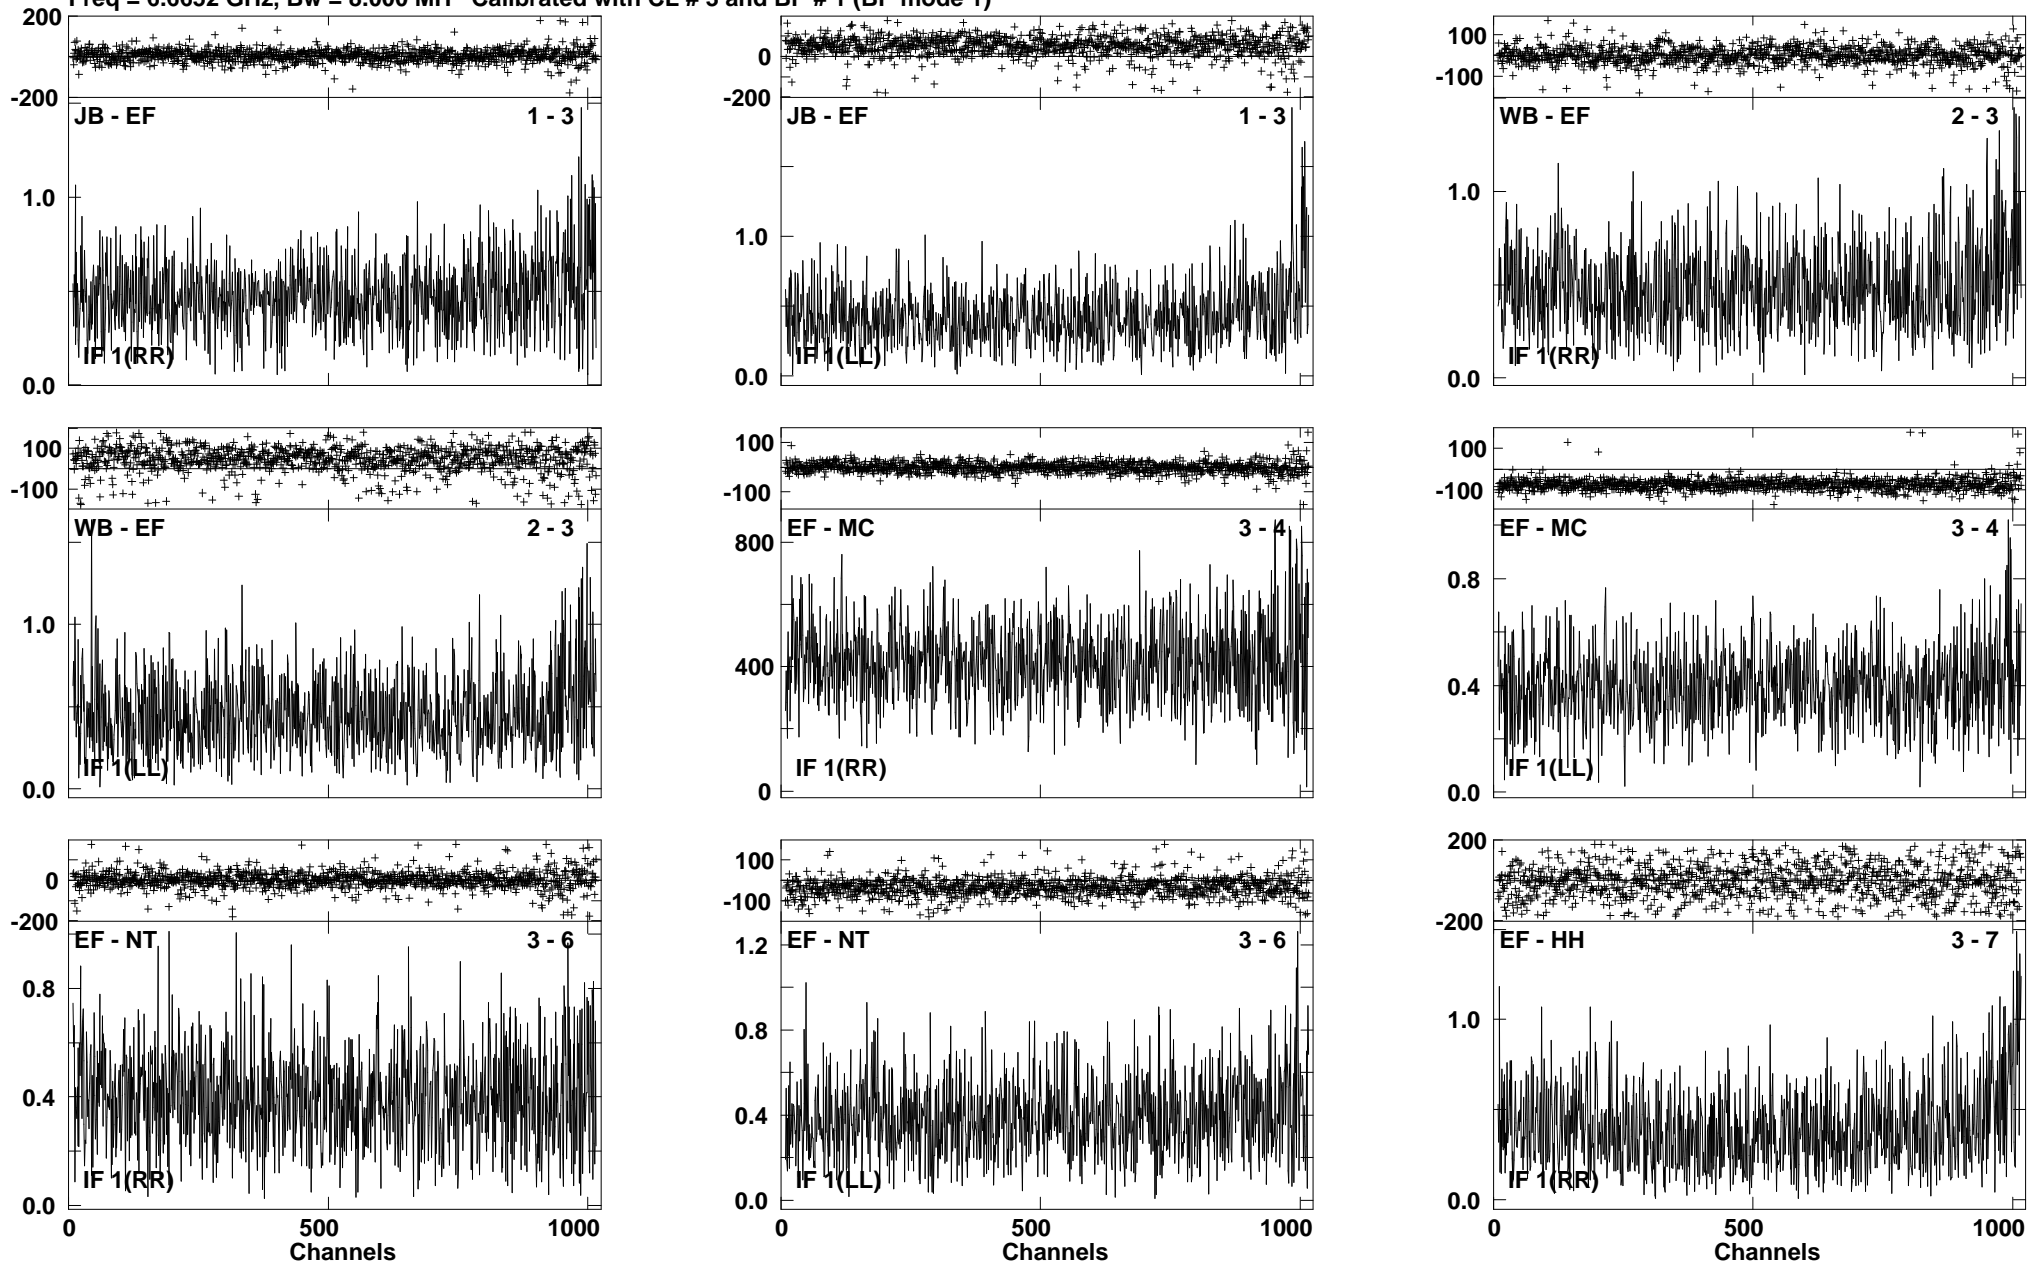 Freq = 6.6652 GHz, Bw = 8.000 MH Calibrated with CL # 3 and BP # 1 (BP mode 1)
200
-200
JB - EF 1 - 3
1.0
0.0
IF 1(RR)
0
-200
JB - EF 1 - 3
1.0
0.0
IF 1(LL)
100
-100
WB - EF 2 - 3
1.0
0.0
IF 1(RR)
100
-100
WB - EF 2 - 3
1.0
0.0
IF 1(LL)
100
-100
EF - MC 3 - 4
800
400
0
IF 1(RR)
100
-100
EF - MC 3 - 4
0.8
0.4
0.0
IF 1(LL)
0
-200
EF - NT 3 - 6
0.8
0.4
0.0
IF 1(RR)
0 500 1000
Channels
100
-100
EF - NT 3 - 6
1.2
0.8
0.4
0.0
IF 1(LL)
0 500 1000
Channels
200
-200
EF - HH 3 - 7
1.0
0.0
IF 1(RR)
0 500 1000
Channels